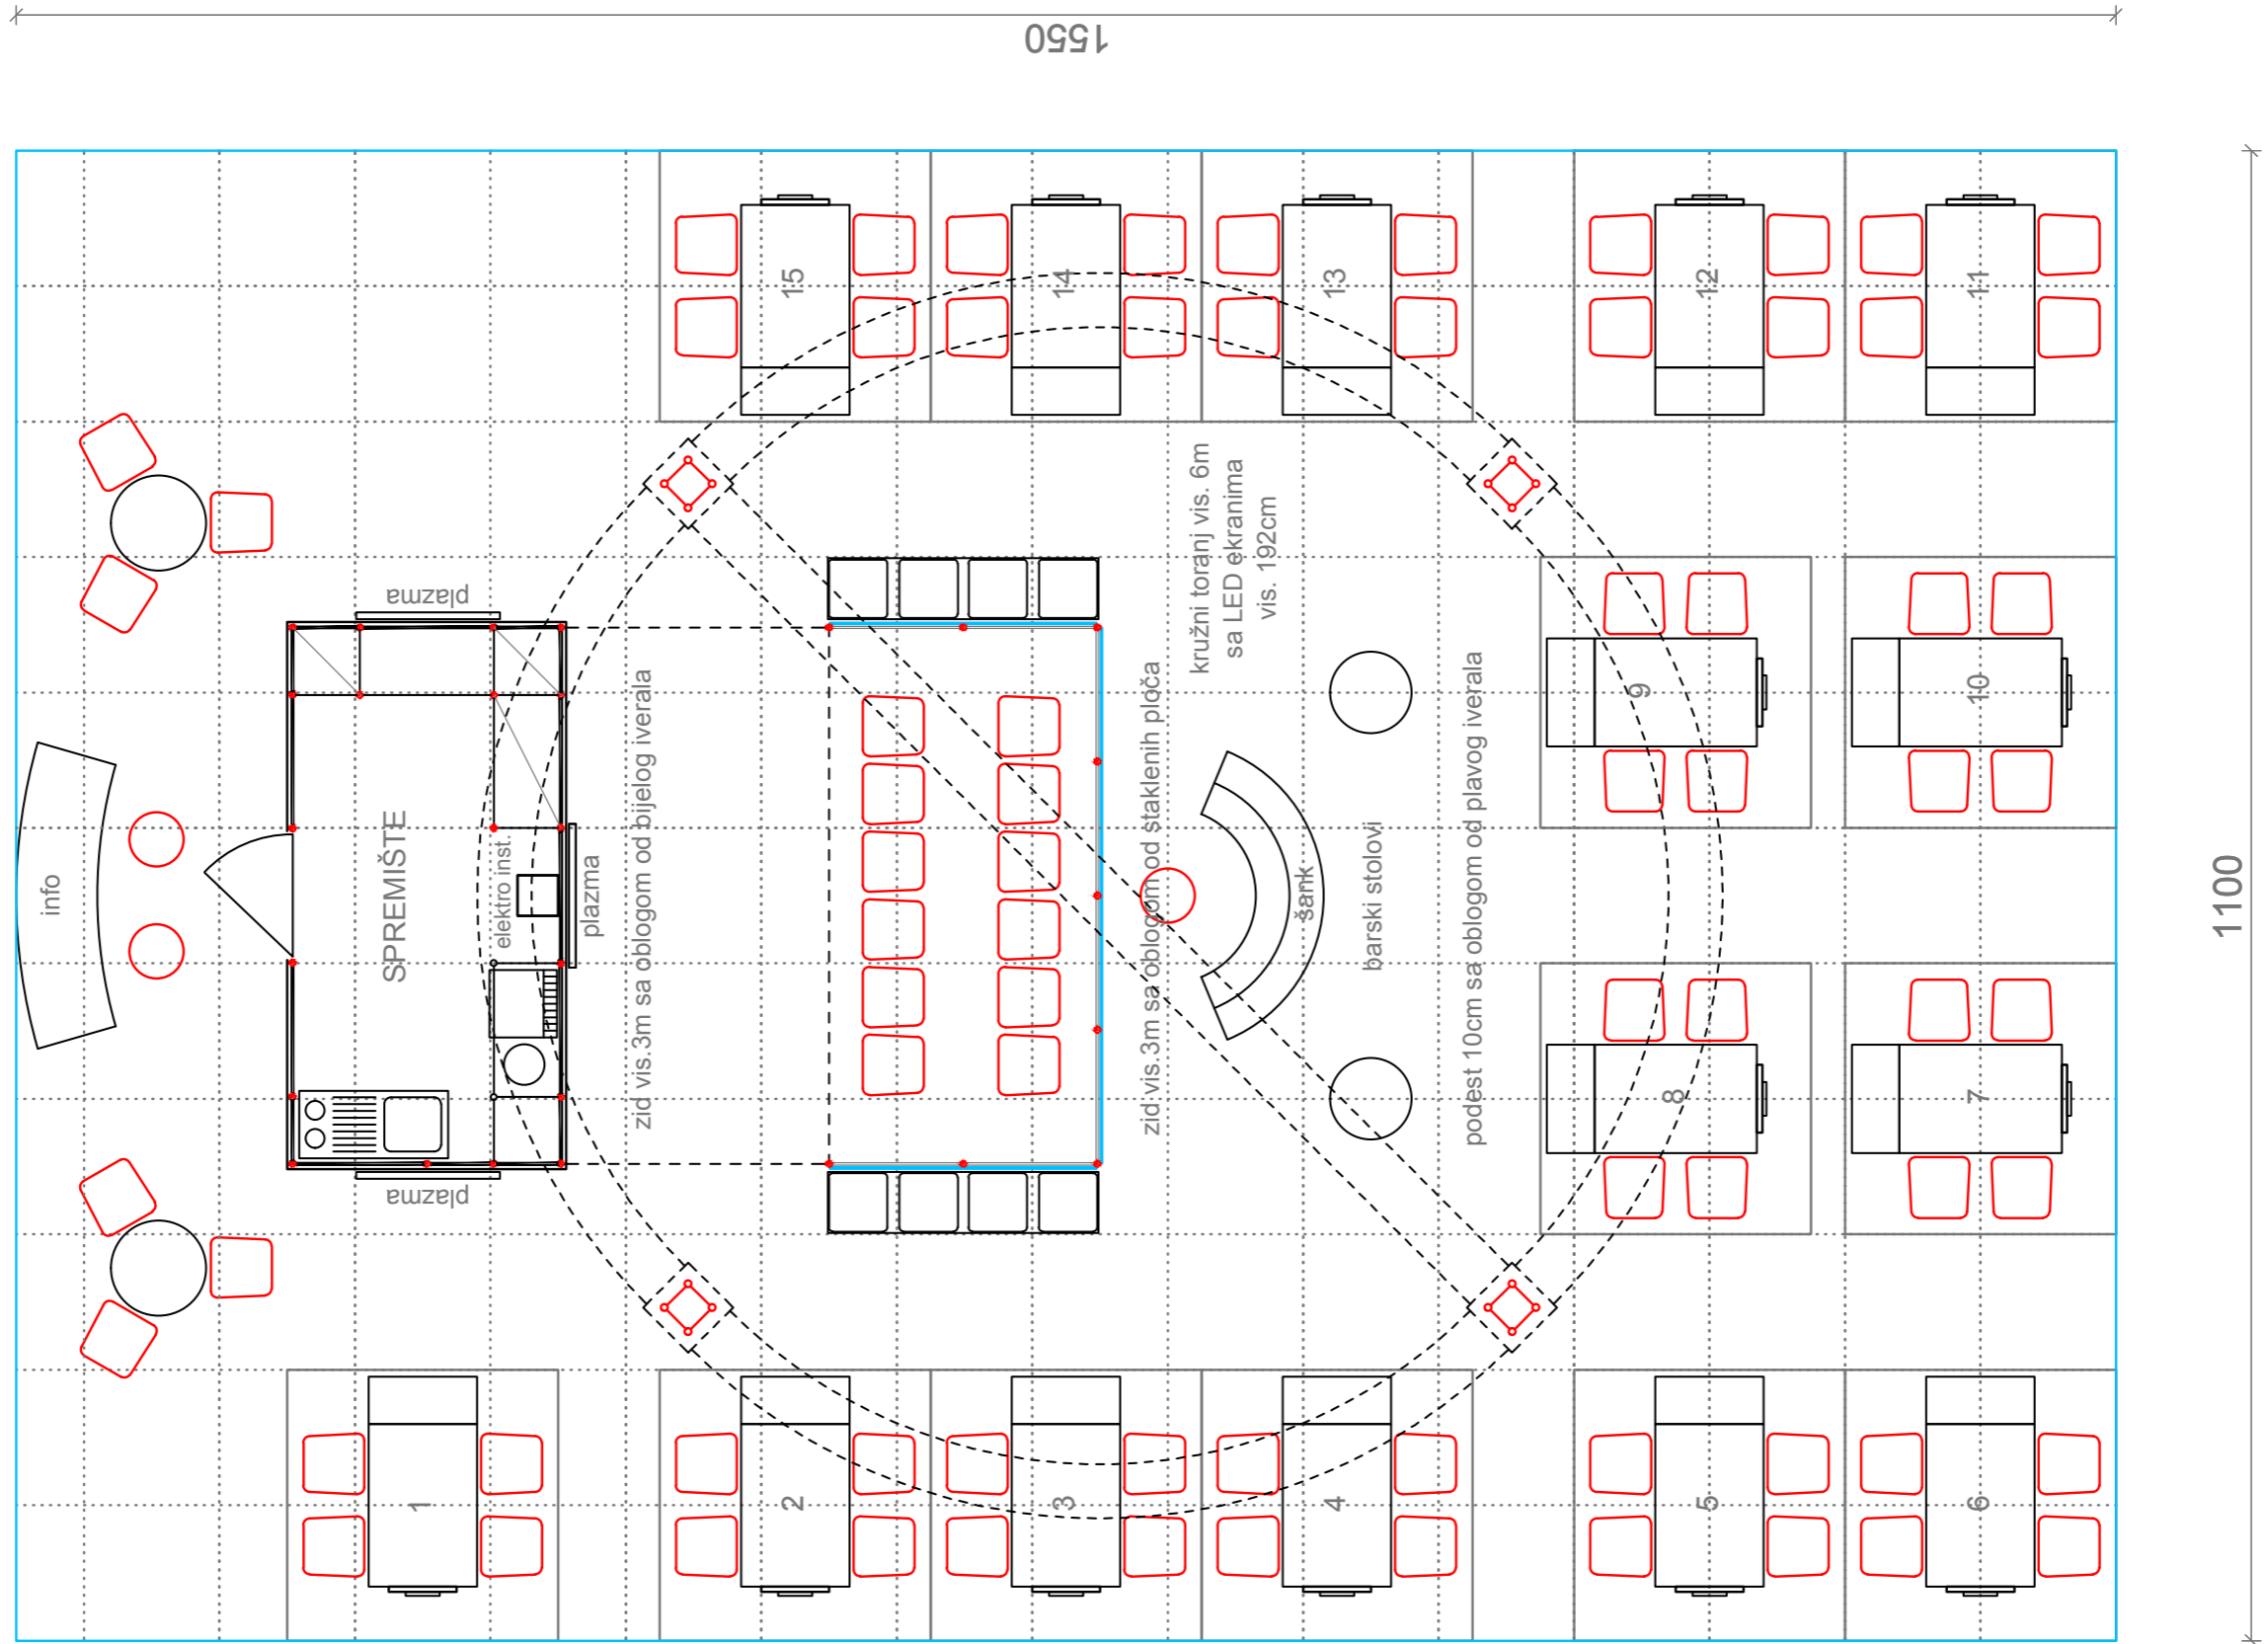 1550
1100
15
14
13
12
11
plazma
info
SPREMIŠTE
elektro inst.
plazma
plazma
zid vis.3m sa oblogom od bijelog iverala
zid vis.3m sa oblogom od staklenih ploča
kružni toranj vis. 6m
sa LED ekranima
vis. 192cm
šank
barski stolovi
podest 10cm sa oblogom od plavog iverala
9
10
8
7
1
2
3
4
5
6